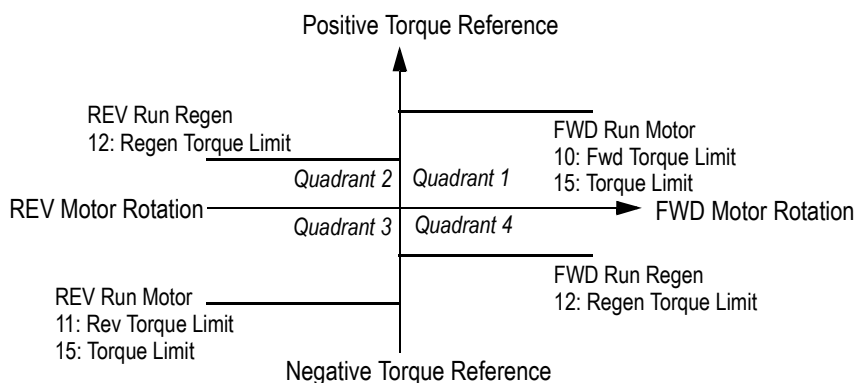 Positive Torque Reference
REV Run Regen
12: Regen Torque Limit
FWD Run Motor
10: Fwd Torque Limit
15: Torque Limit
Quadrant 2
Quadrant 1
REV Motor Rotation
FWD Motor Rotation
Quadrant 3
Quadrant 4
REV Run Motor
11: Rev Torque Limit
15: Torque Limit
FWD Run Regen
12: Regen Torque Limit
Negative Torque Reference